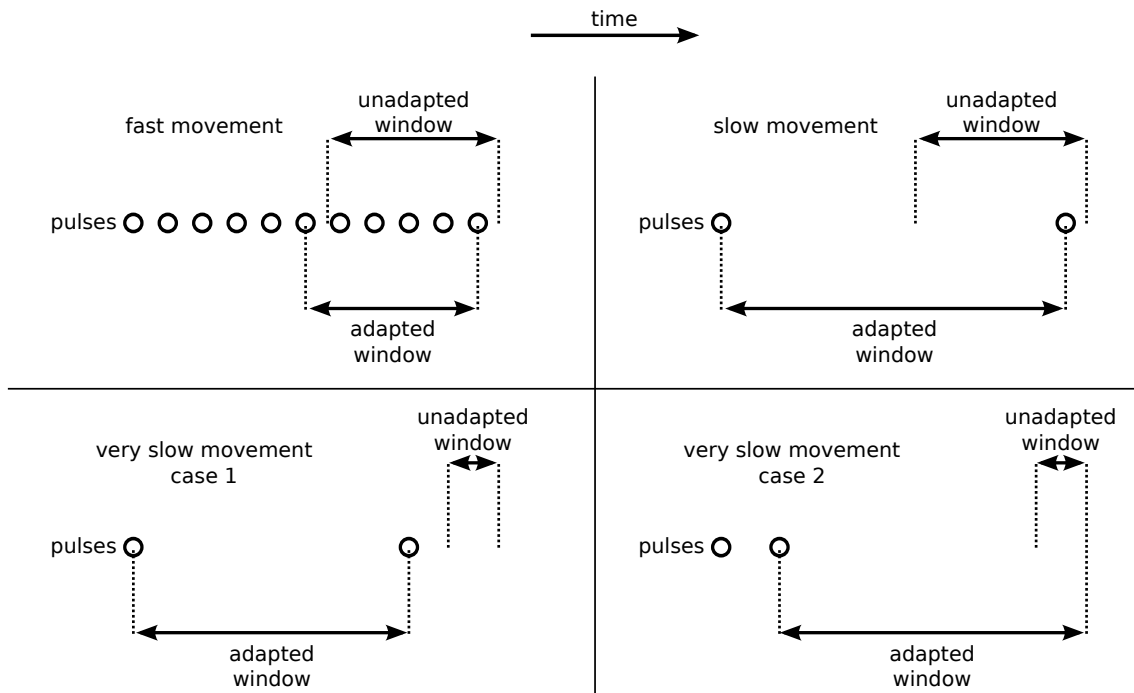 time
fast movement
unadapted
window
pulses
adapted
window
slow movement
unadapted
window
pulses
adapted
window
very slow movement
case 1
unadapted
window
pulses
adapted
window
very slow movement
case 2
unadapted
window
pulses
adapted
window